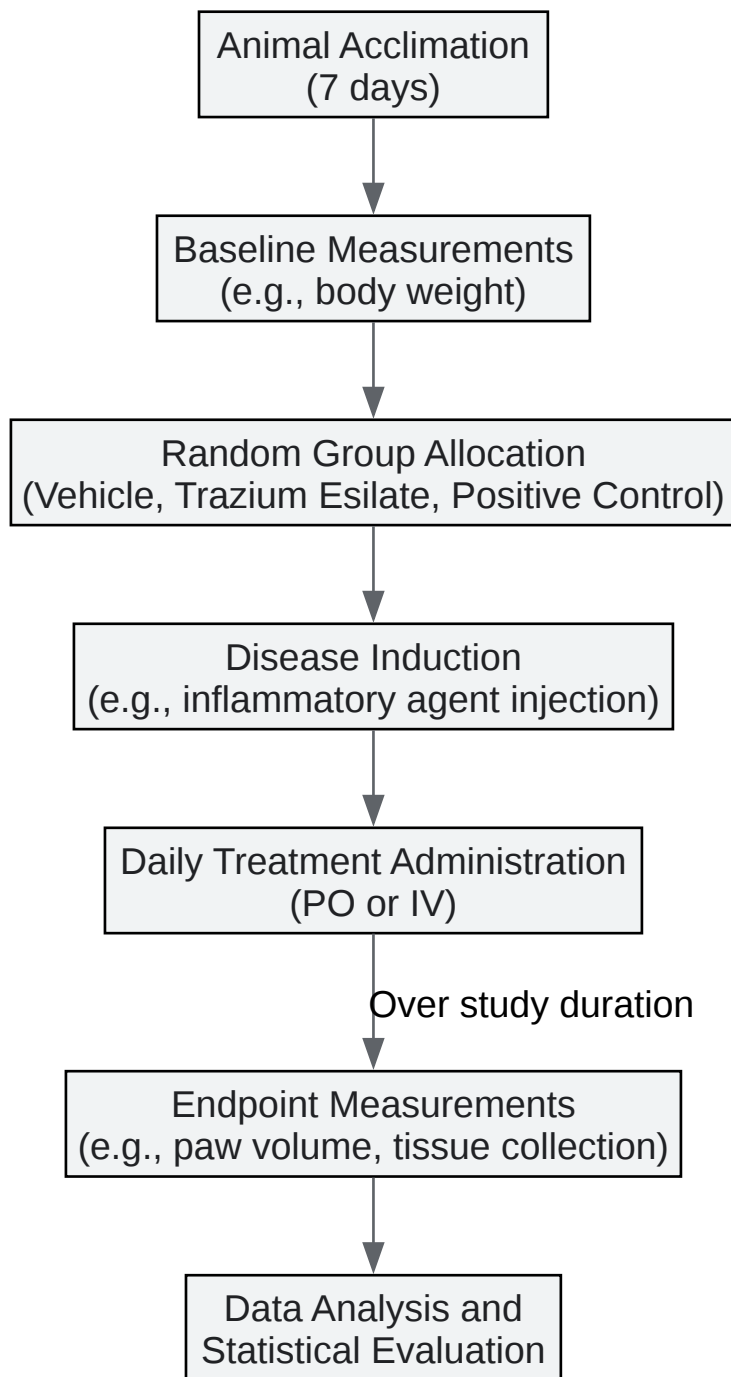 Animal Acclimation
(7 days)
Baseline Measurements
(e.g., body weight)
Random Group Allocation
(Vehicle, Trazium Esilate, Positive Control)
Disease Induction
(e.g., inflammatory agent injection)
Daily Treatment Administration
(PO or IV)
Over study duration
Endpoint Measurements
(e.g., paw volume, tissue collection)
Data Analysis and
Statistical Evaluation